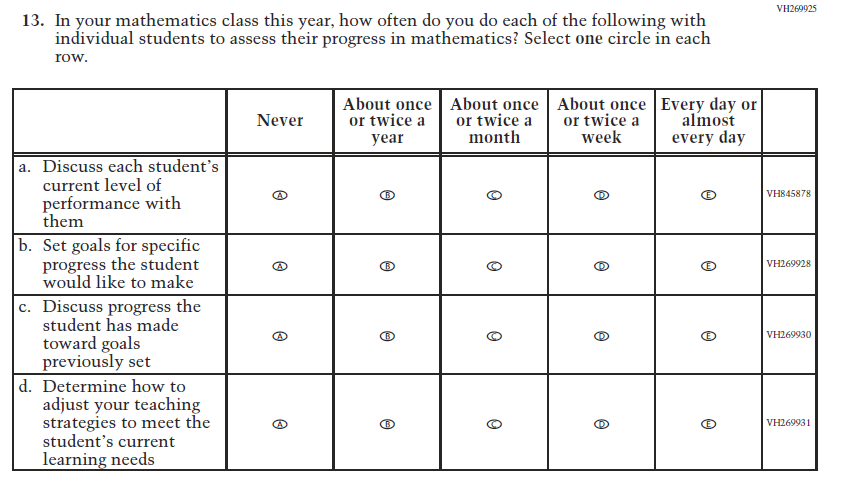 VH269925
13. In your mathematics class this year, how often do you do each of the following with
individual students to assess their progress in mathematics? Select one circle in each
row.
Never
About once
or twice a
year
About once
or twice a
month
About once
or twice a
week
Every day or
almost
every day
a. Discuss each student's
current level of
performance with
them
A B C D E VH845878
b. Set goals for specific
progress the student
would like to make
A B C D E VH269928
c. Discuss progress the
student has made
toward goals
previously set
A B C D E VH269930
d. Determine how to
adjust your teaching
strategies to meet the
student's current
learning needs
A B C D E VH269931